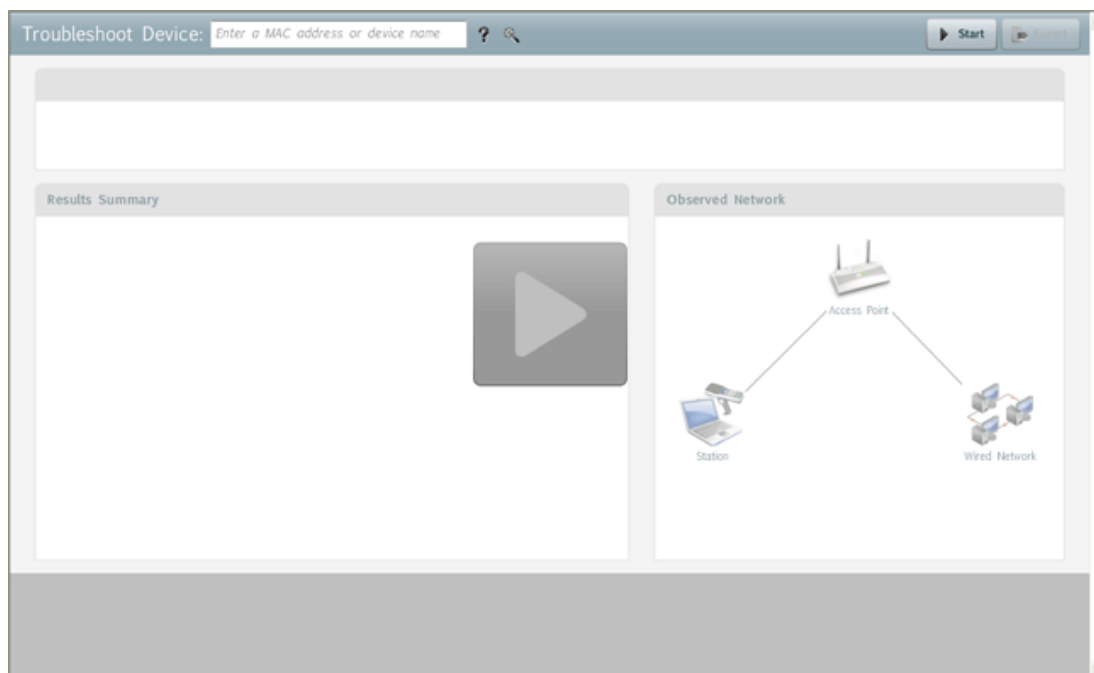 Troubleshoot Device: Enter a MAC address or device name ? Start
Results Summary
Observed Network
Access Point
Station
Wired Network